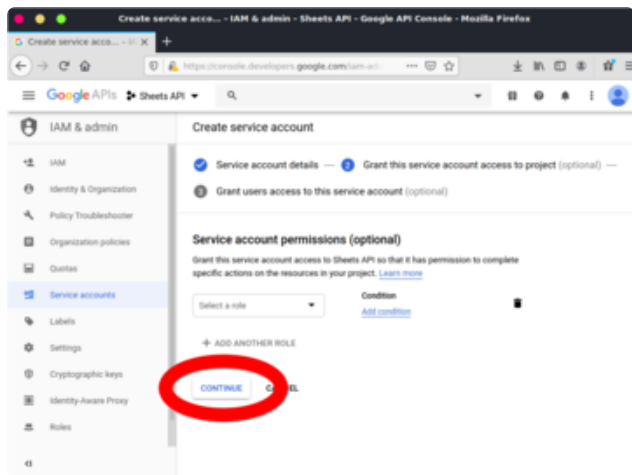 Create service acco... - IAM & admin - Sheets API - Google API Console - Mozilla Firefox
Create service acco... - I
https://console.developers.google.com/iam-ad
Google APIs Sheets API
IAM & admin
Create service account
Service account details — 2 Grant this service account access to project (optional) —
3 Grant users access to this service account (optional)
IAM
Identity & Organization
Policy Troubleshooter
Organization policies
Quotas
Service accounts
Labels
Settings
Cryptographic keys
Identity-Aware Proxy
Roles
Service account permissions (optional)
Grant this service account access to Sheets API so that it has permission to complete
specific actions on the resources in your project. Learn more
Select a role
Condition
Add condition
+ ADD ANOTHER ROLE
CONTINUE